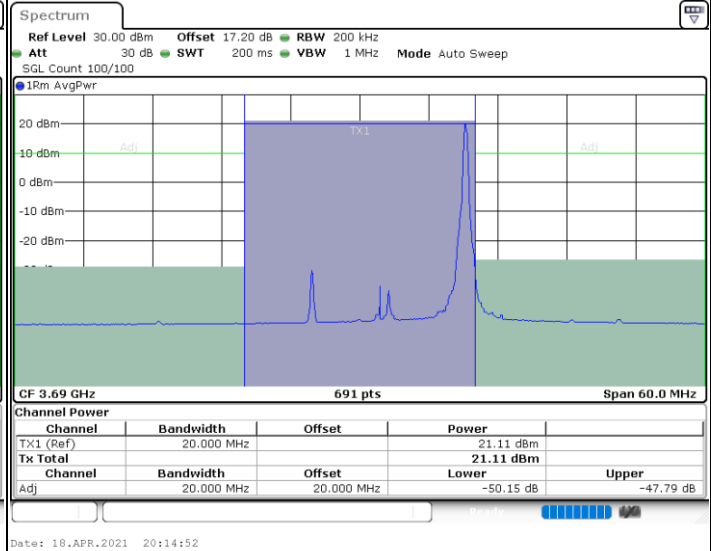 Spectrum
Ref Level 30.00 dBm Offset 17.20 dB RBW 200 kHz
Att 30 dB SWT 200 ms VBW 1 MHz Mode Auto Sweep
SGL Count 100/100
1Rm AvgPwr
20 dBm
TX1
Adj
Adj
10 dBm
0 dBm
-10 dBm
-20 dBm
CF 3.69 GHz 691 pts Span 60.0 MHz
Channel Power
Channel Bandwidth Offset Power
TX1 (Ref) 20.000 MHz 21.11 dBm
Tx Total 21.11 dBm
Channel Bandwidth Offset Lower Upper
Adj 20.000 MHz 20.000 MHz -50.15 dB -47.79 dB
Date: 18.APR.2021 20:14:52